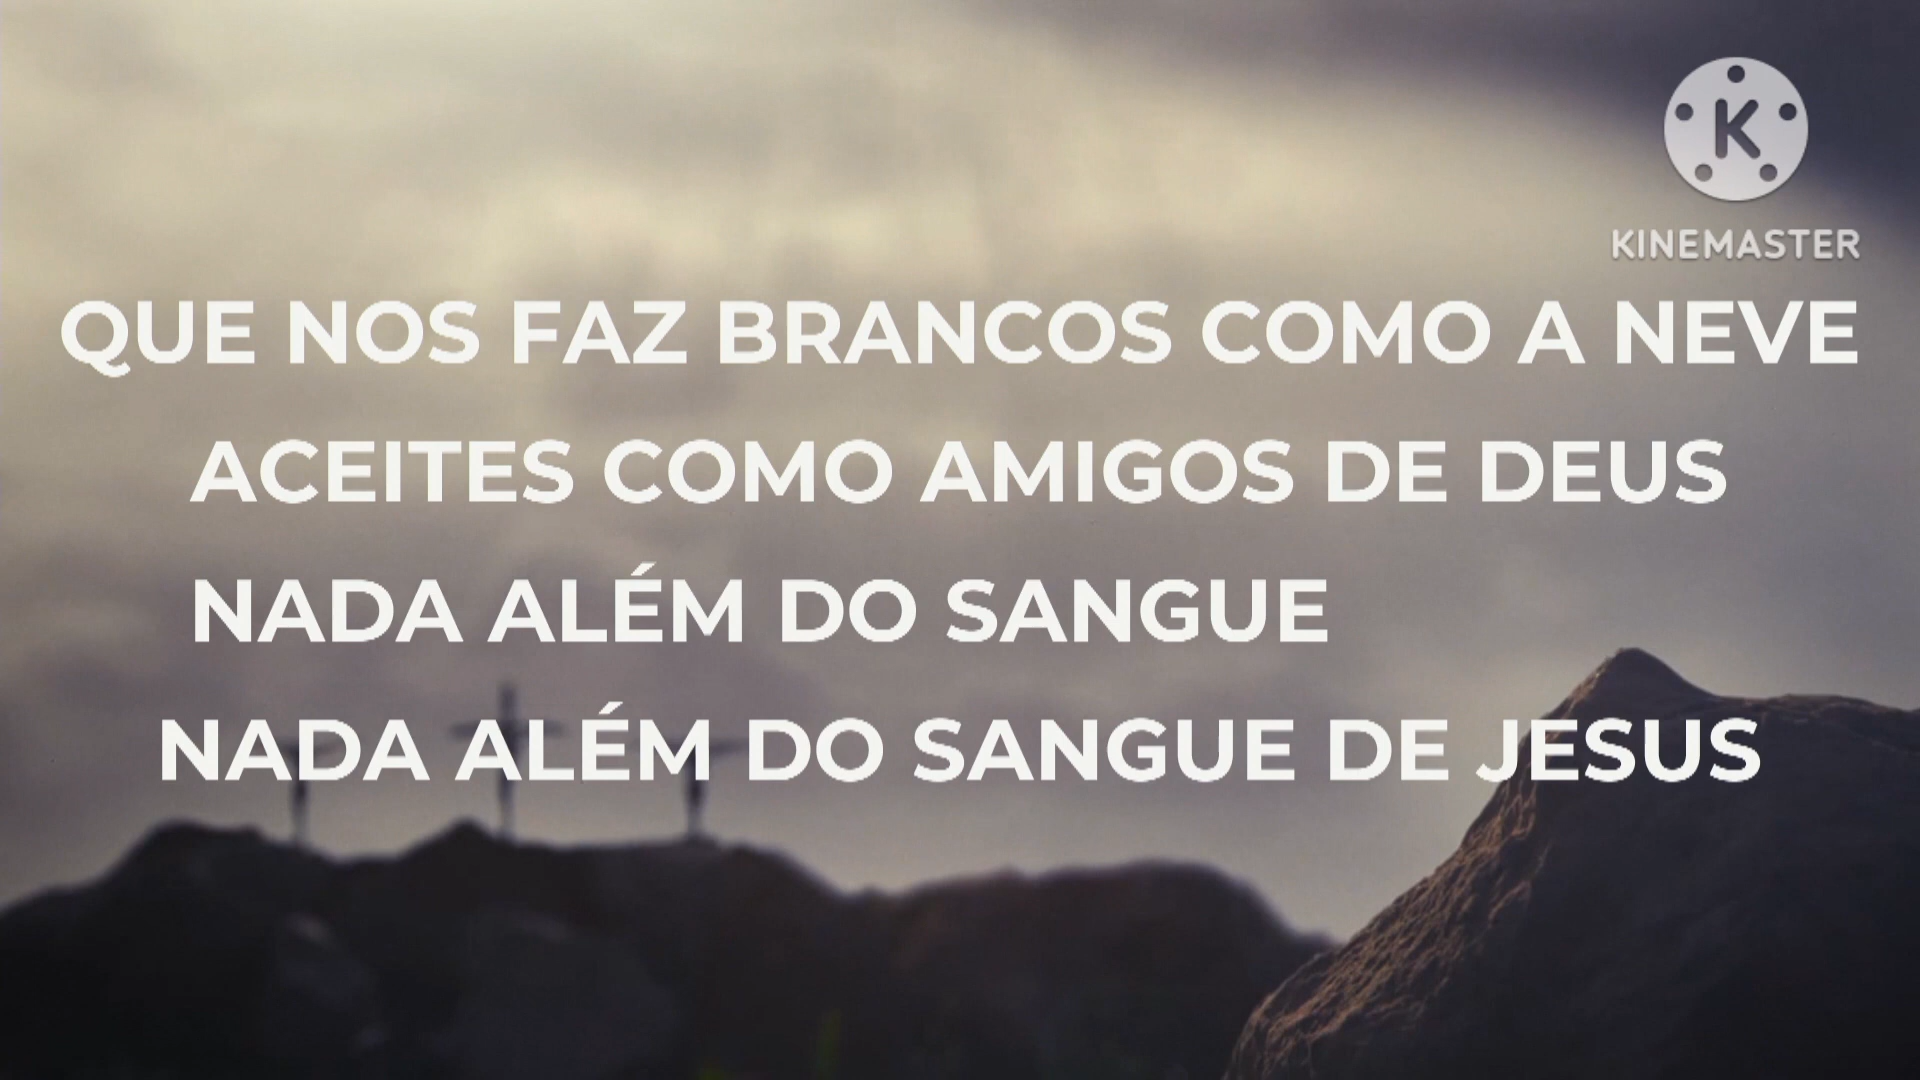 K
KINEMASTER
QUE NOS FAZ BRANCOS COMO A NEVE
ACEITES COMO AMIGOS DE DEUS
NADA ALÉM DO SANGUE
NADA ALÉM DO SANGUE DE JESUS